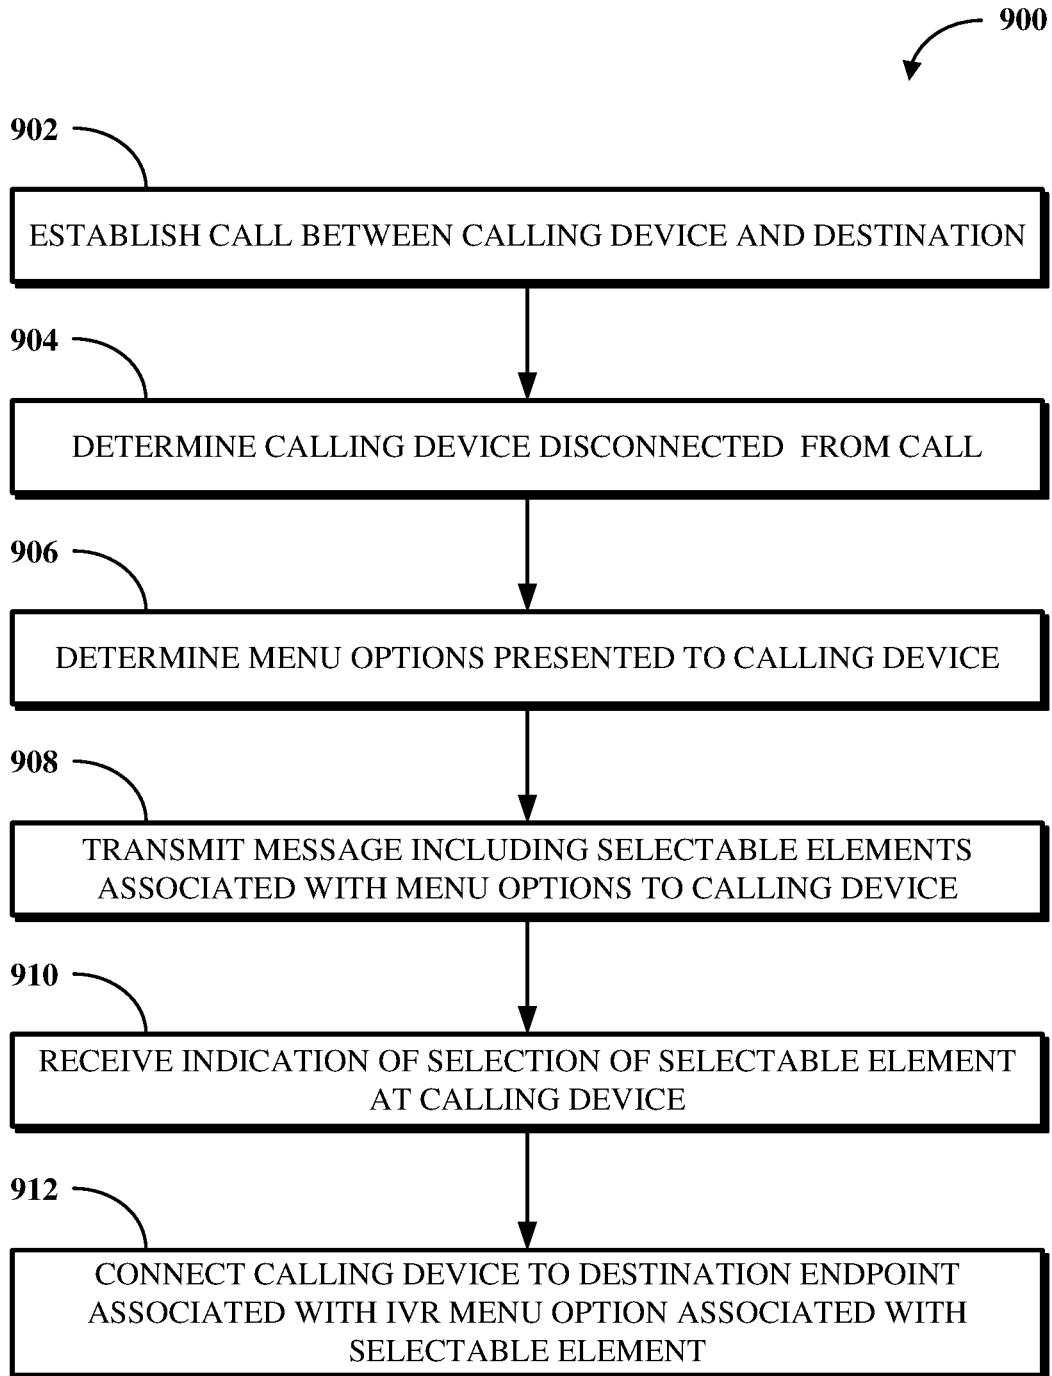 900
902
ESTABLISH CALL BETWEEN CALLING DEVICE AND DESTINATION
904
DETERMINE CALLING DEVICE DISCONNECTED FROM CALL
906
DETERMINE MENU OPTIONS PRESENTED TO CALLING DEVICE
908
TRANSMIT MESSAGE INCLUDING SELECTABLE ELEMENTS
ASSOCIATED WITH MENU OPTIONS TO CALLING DEVICE
910
RECEIVE INDICATION OF SELECTION OF SELECTABLE ELEMENT
AT CALLING DEVICE
912
CONNECT CALLING DEVICE TO DESTINATION ENDPOINT
ASSOCIATED WITH IVR MENU OPTION ASSOCIATED WITH
SELECTABLE ELEMENT